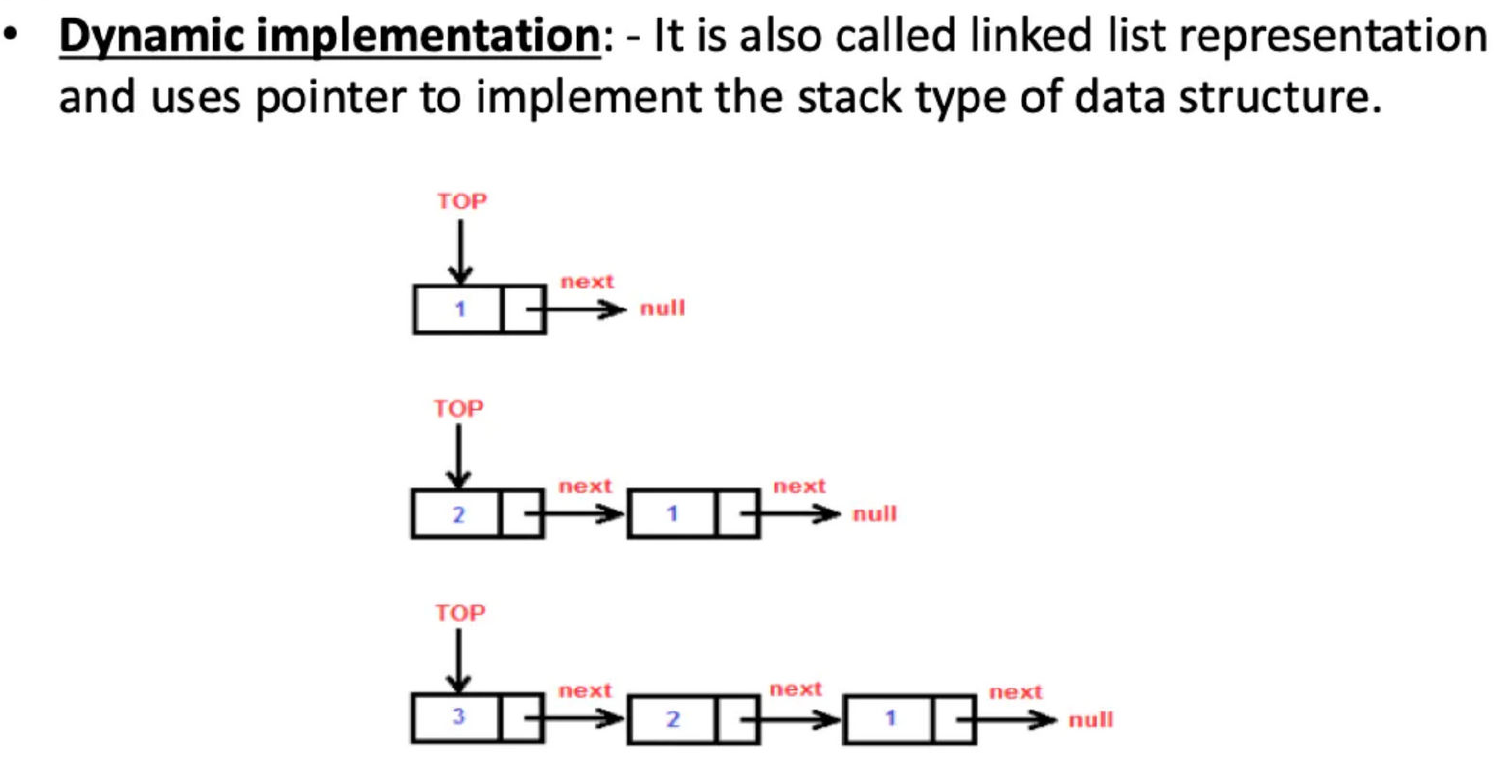 • Dynamic implementation: - It is also called linked list representation
and uses pointer to implement the stack type of data structure.
TOP
next
1 null
TOP
next next
2 1 null
TOP
next next next
3 2 1 null